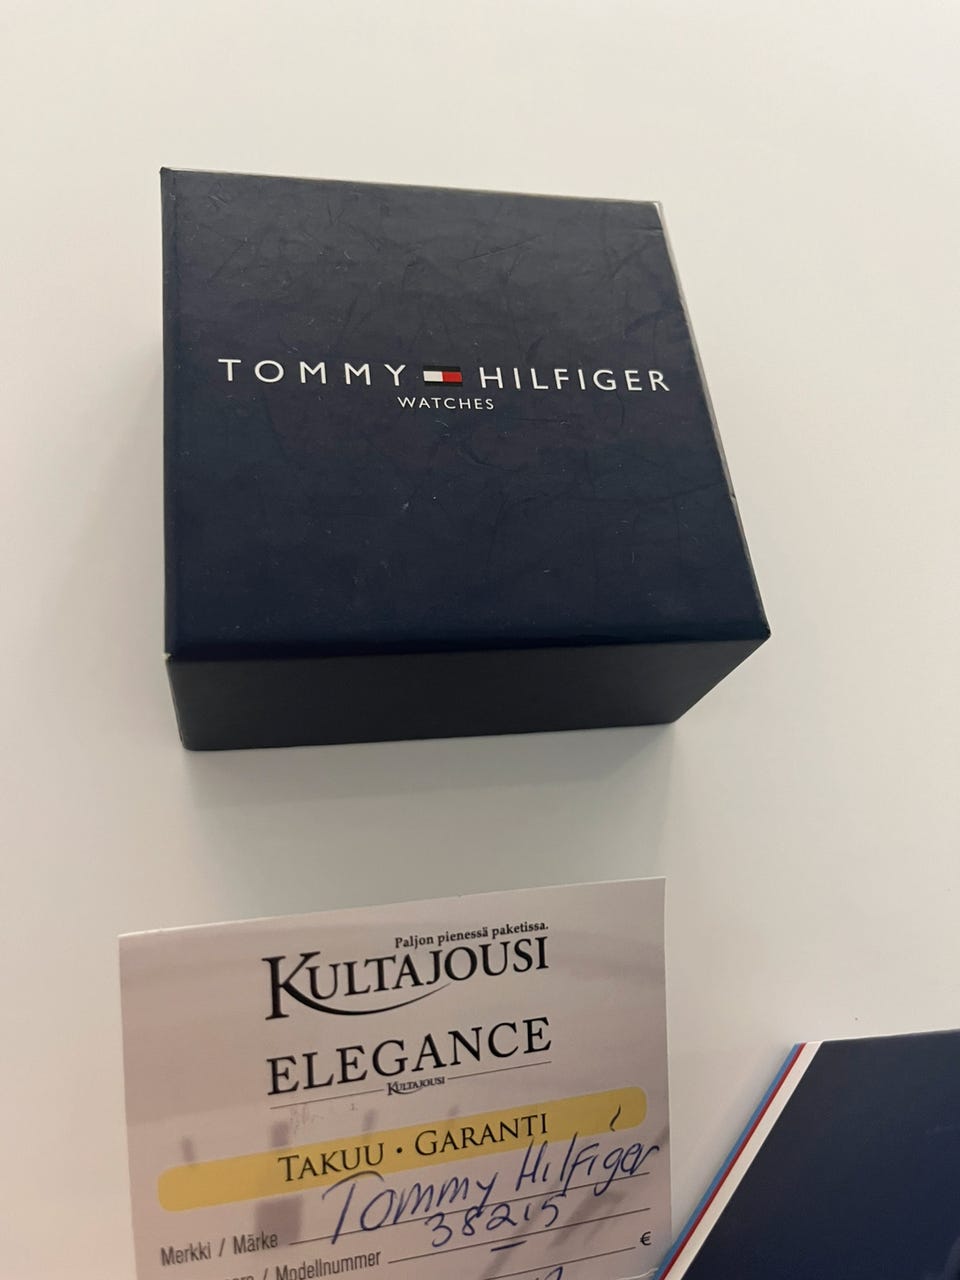 TOMMY HILFIGER
WATCHES
Paljon pienessä paketissa.
KULTAJOUSI
ELEGANCE
KULTAJOUSI
TAKUU • GARANTI
Merkki / Märke Tommy Hilfiger
/ Modellnummer 38215
€